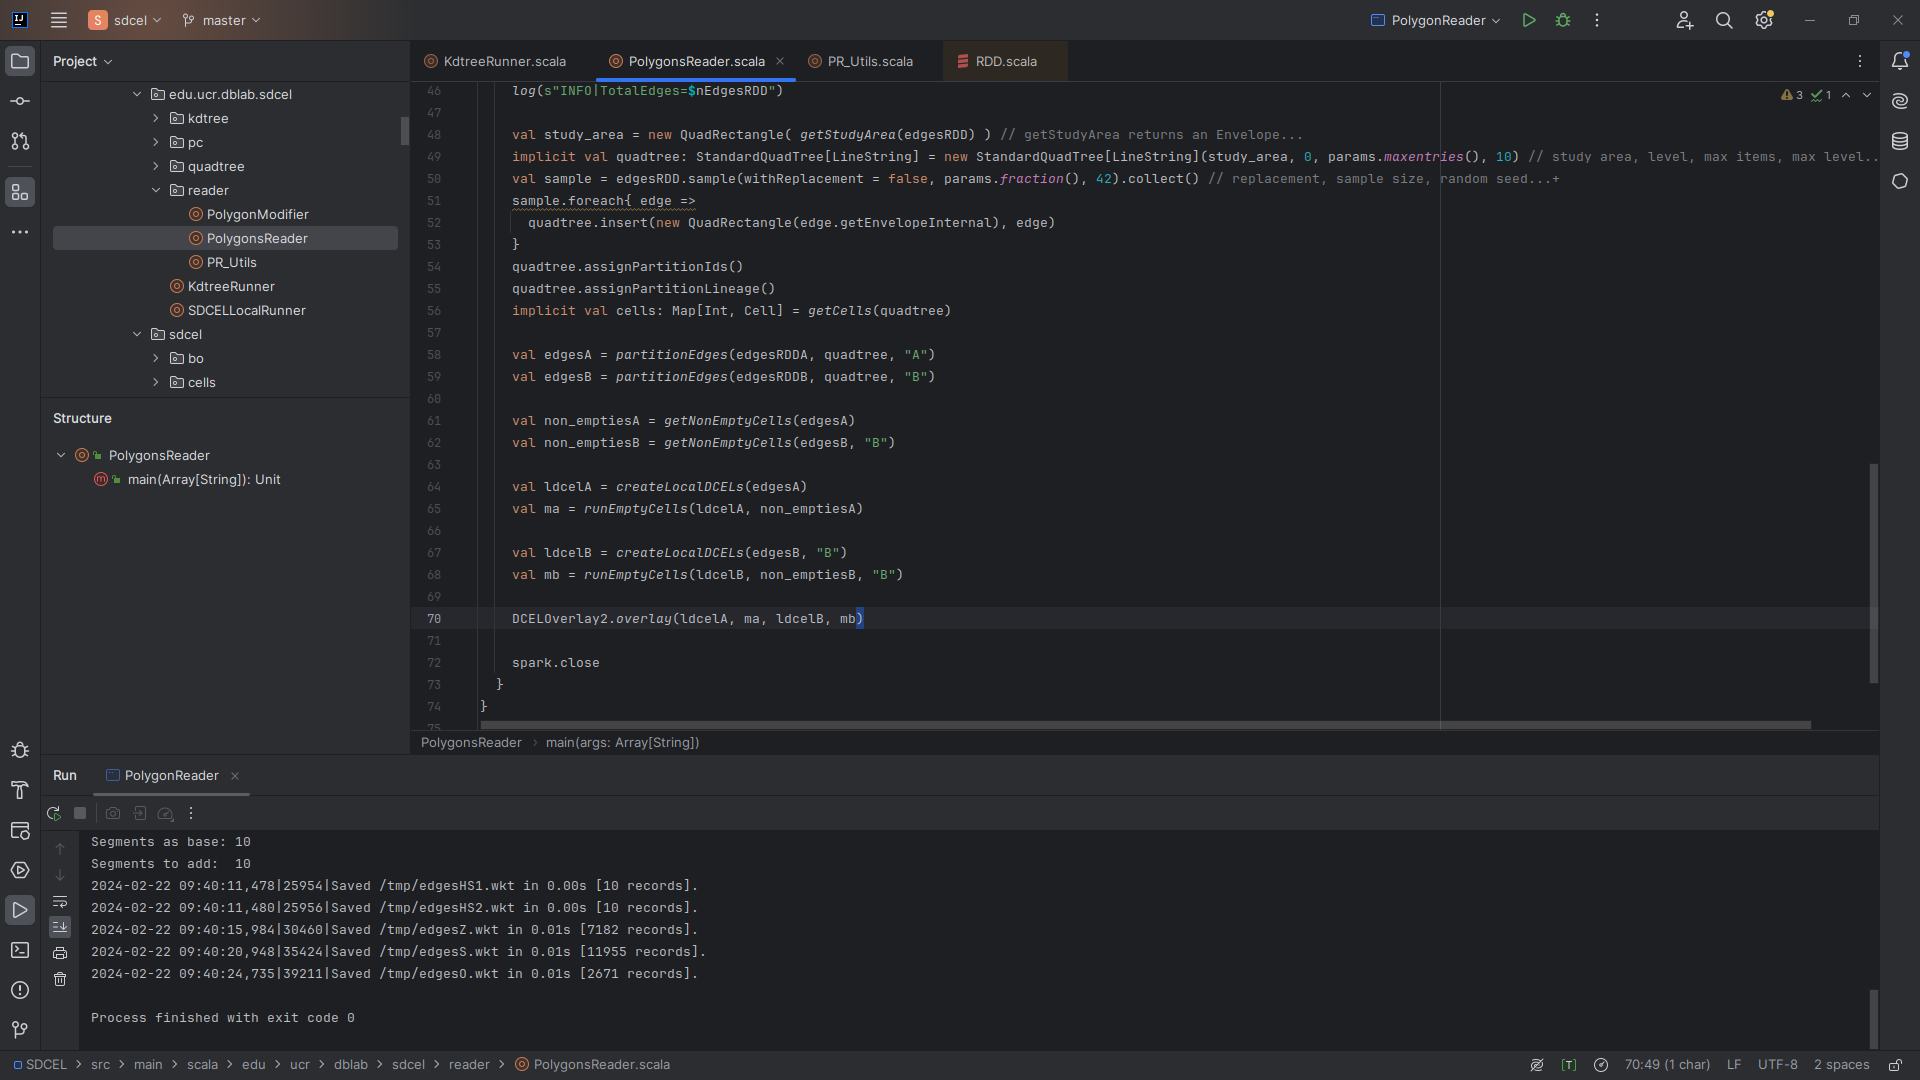 S sdcel master PolygonReader
Project
edu.ucr.dblab.sdcel
kdtree
pc
quadtree
reader
PolygonModifier
PolygonsReader
PR_Utils
KdtreeRunner
SDCELLocalRunner
sdcel
bo
cells
Structure
PolygonsReader
main(Array[String]): Unit
KdtreeRunner.scala PolygonsReader.scala PR_Utils.scala RDD.scala
3 1
46 log(s"INFO|TotalEdges=$nEdgesRDD")
47
48 val study_area = new QuadRectangle( getStudyArea(edgesRDD) ) // getStudyArea returns an Envelope...
49 implicit val quadtree: StandardQuadTree[LineString] = new StandardQuadTree[LineString](study_area, 0, params.maxentries(), 10) // study area, level, max items, max level..
50 val sample = edgesRDD.sample(withReplacement = false, params.fraction(), 42).collect() // replacement, sample size, random seed...+
51 sample.foreach{ edge =>
52 quadtree.insert(new QuadRectangle(edge.getEnvelopeInternal), edge)
53 }
54 quadtree.assignPartitionIds()
55 quadtree.assignPartitionLineage()
56 implicit val cells: Map[Int, Cell] = getCells(quadtree)
57
58 val edgesA = partitionEdges(edgesRDDA, quadtree, "A")
59 val edgesB = partitionEdges(edgesRDDB, quadtree, "B")
60
61 val non_emptiesA = getNonEmptyCells(edgesA)
62 val non_emptiesB = getNonEmptyCells(edgesB, "B")
63
64 val ldcelA = createLocalDCELs(edgesA)
65 val ma = runEmptyCells(ldcelA, non_emptiesA)
66
67 val ldcelB = createLocalDCELs(edgesB, "B")
68 val mb = runEmptyCells(ldcelB, non_emptiesB, "B")
69
70 DCELOverlay2.overlay(ldcelA, ma, ldcelB, mb)
71
72 spark.close
73 }
74 }
75
PolygonsReader main(args: Array[String])
Run PolygonReader
Segments as base: 10
Segments to add:  10
2024-02-22 09:40:11,478|25954|Saved /tmp/edgesHS1.wkt in 0.00s [10 records].
2024-02-22 09:40:11,480|25956|Saved /tmp/edgesHS2.wkt in 0.00s [10 records].
2024-02-22 09:40:15,984|30460|Saved /tmp/edgesZ.wkt in 0.01s [7182 records].
2024-02-22 09:40:20,948|35424|Saved /tmp/edgesS.wkt in 0.01s [11955 records].
2024-02-22 09:40:24,735|39211|Saved /tmp/edgesO.wkt in 0.01s [2671 records].
Process finished with exit code 0
SDCEL src main scala edu ucr dblab sdcel reader PolygonsReader.scala [T] 70:49 (1 char) LF UTF-8 2 spaces